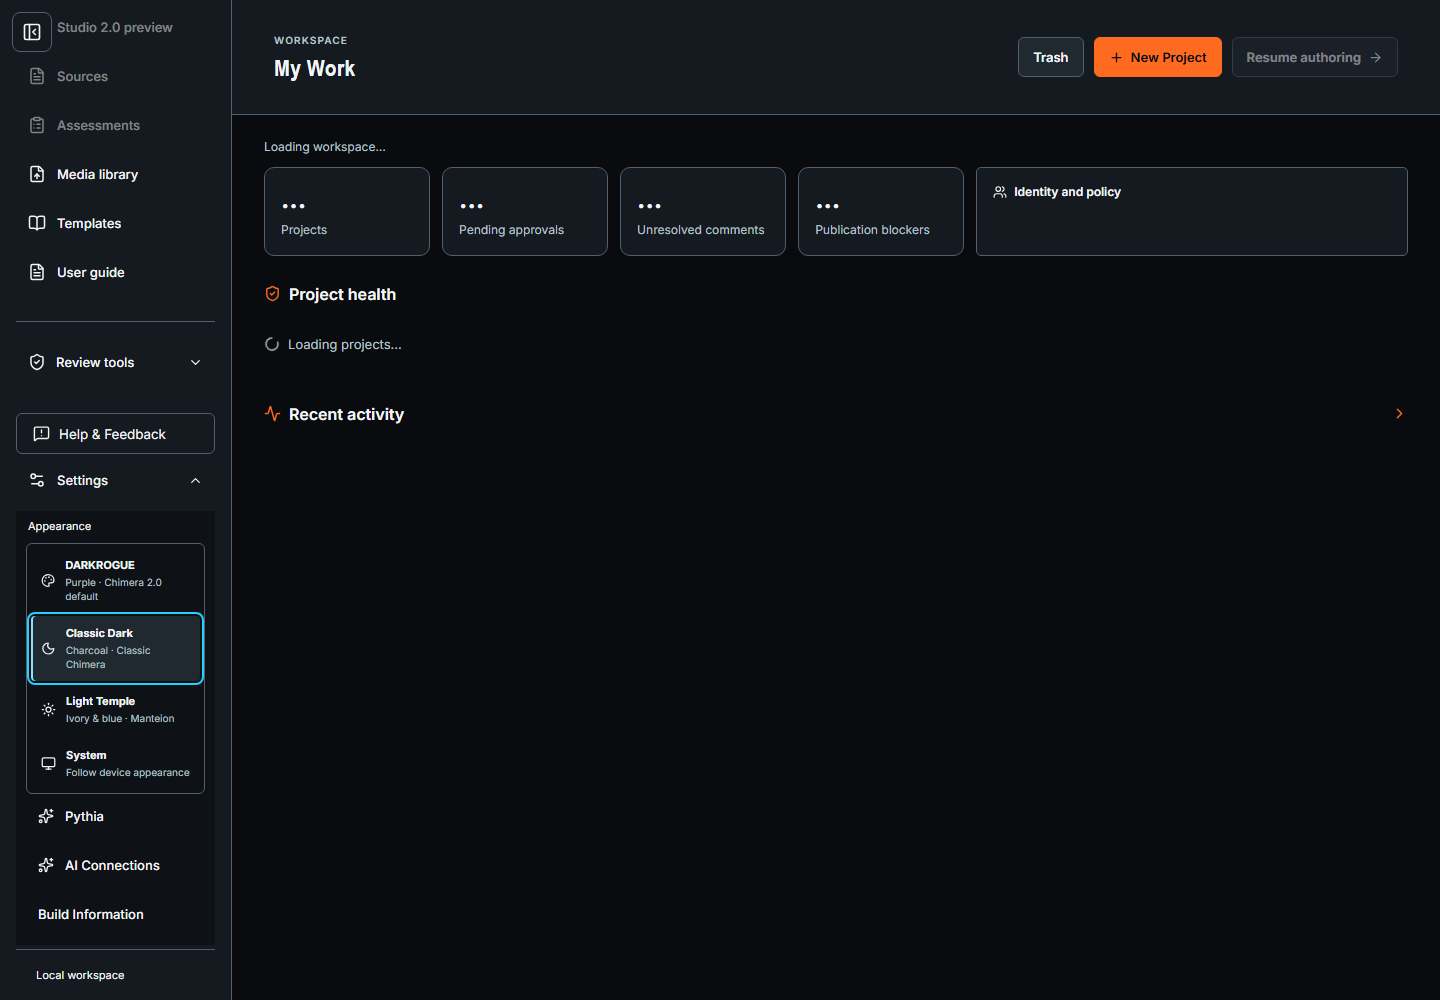 Studio 2.0 preview
Sources
Assessments
Media library
Templates
User guide
Review tools
Help & Feedback
Settings
Appearance
DARKROGUE
Purple · Chimera 2.0
default
Classic Dark
Charcoal · Classic
Chimera
Light Temple
Ivory & blue · Manteion
System
Follow device appearance
Pythia
AI Connections
Build Information
Local workspace
WORKSPACE
My Work
Trash
New Project
Resume authoring
Loading workspace...
...
Projects
...
Pending approvals
...
Unresolved comments
...
Publication blockers
Identity and policy
Project health
Loading projects...
Recent activity